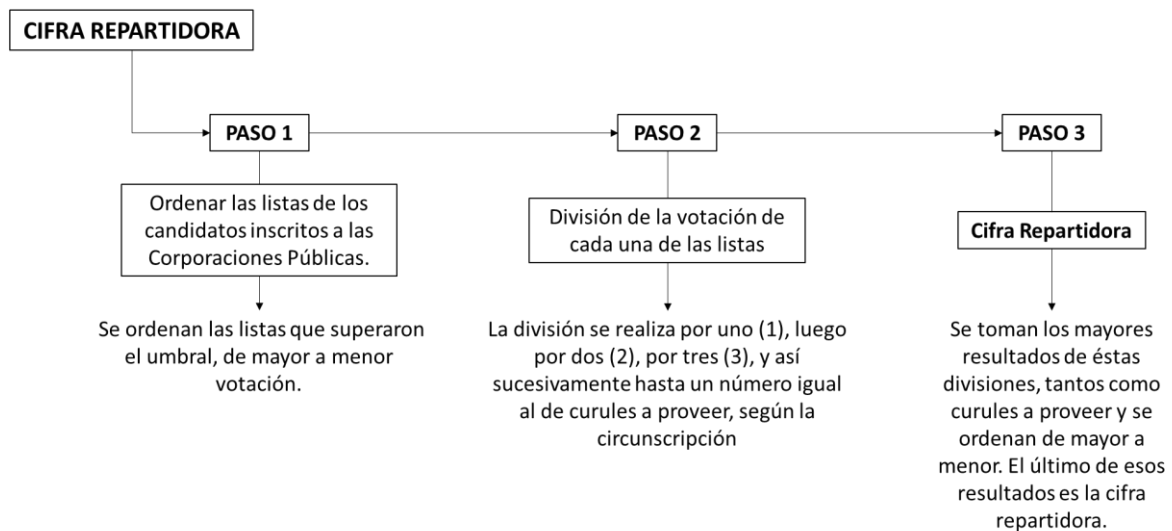 CIFRA REPARTIDORA
PASO 1
Ordenar las listas de los
candidatos inscritos a las
Corporaciones Públicas.
Se ordenan las listas que superaron
el umbral, de mayor a menor
votación.
PASO 2
División de la votación de
cada una de las listas
La división se realiza por uno (1), luego
por dos (2), por tres (3), y así
sucesivamente hasta un número igual
al de curules a proveer, según la
circunscripción
PASO 3
Cifra Repartidora
Se toman los mayores
resultados de éstas
divisiones, tantos como
curules a proveer y se
ordenan de mayor a
menor. El último de esos
resultados es la cifra
repartidora.